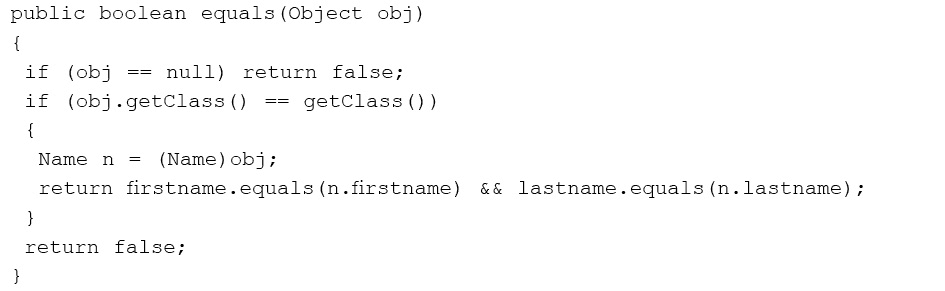 public boolean equals(Object obj)
{
if (obj == null) return false;
if (obj.getClass() == getClass())
{
Name n = (Name)obj;
return firstname.equals(n.firstname) && lastname.equals(n.lastname);
}
return false;
}